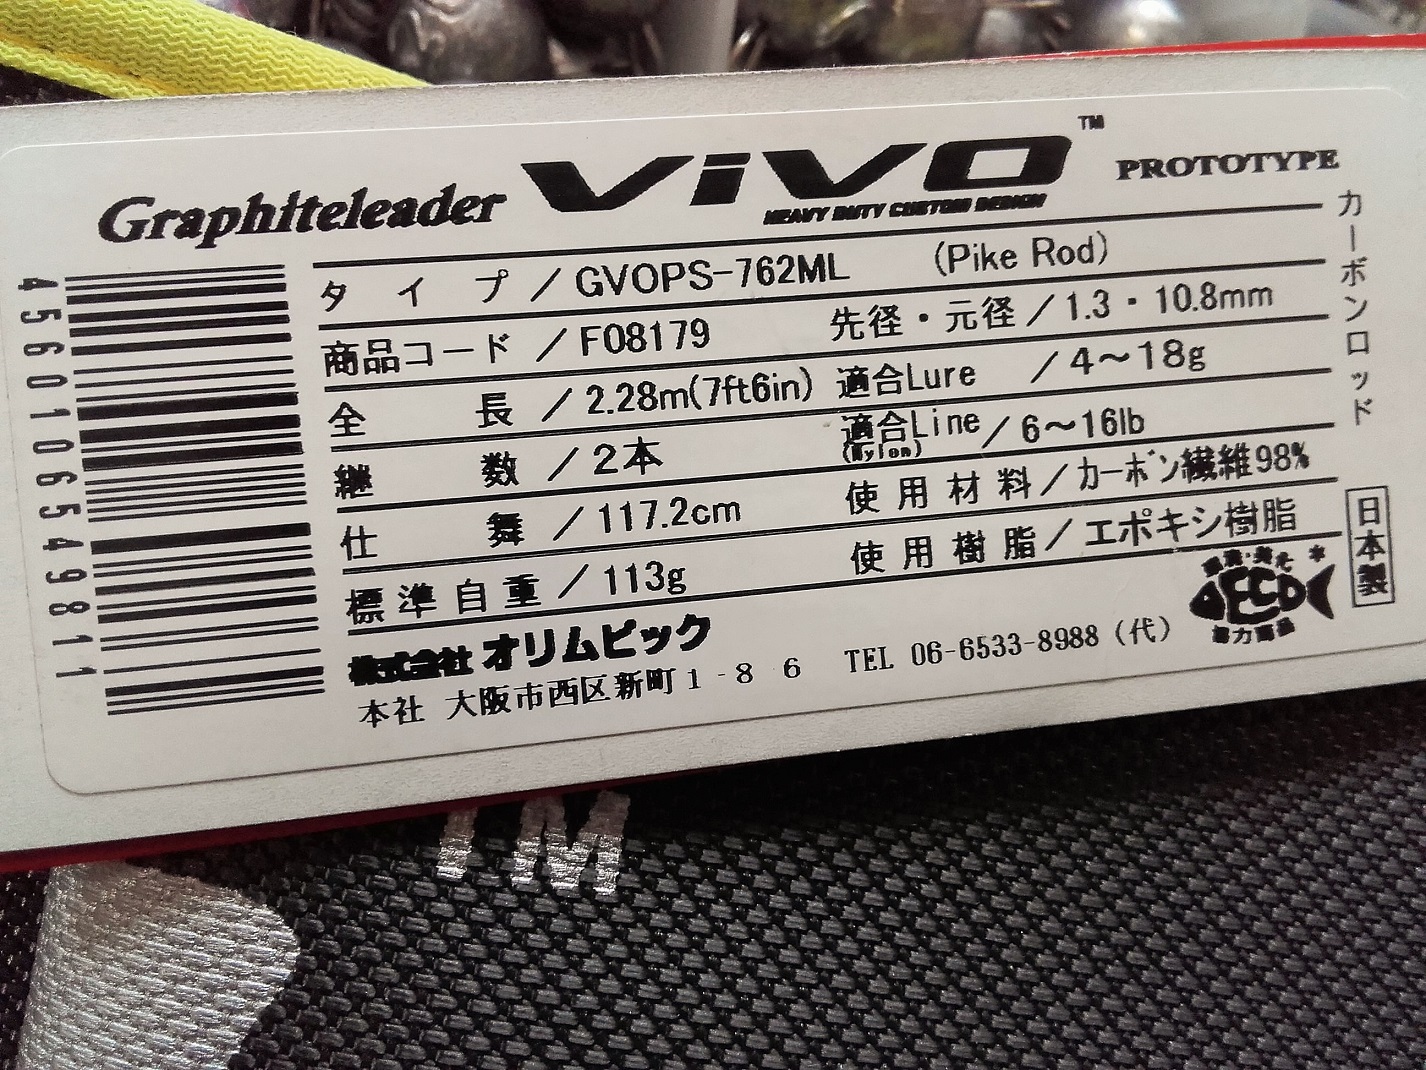 Graphiteleader ViVO™ PROTOTYPE
HEAVY DUTY CUSTOM DESIGN
タイプ/GVOPS-762ML (Pike Rod)
商品コード/F08179 先径・元径/1.3・10.8mm
全長/2.28m(7ft6in) 適合Lure/4～18g
継数/2本 適合Line(Nylon)/6～16lb
仕舞/117.2cm 使用材料/カーボン繊維98%
標準自重/113g 使用樹脂/エポキシ樹脂
株式会社オリムピック
本社 大阪市西区新町1-8 6 TEL 06-6533-8988(代)
カーボンロッド
日本製
ECO
4560106549811
TM